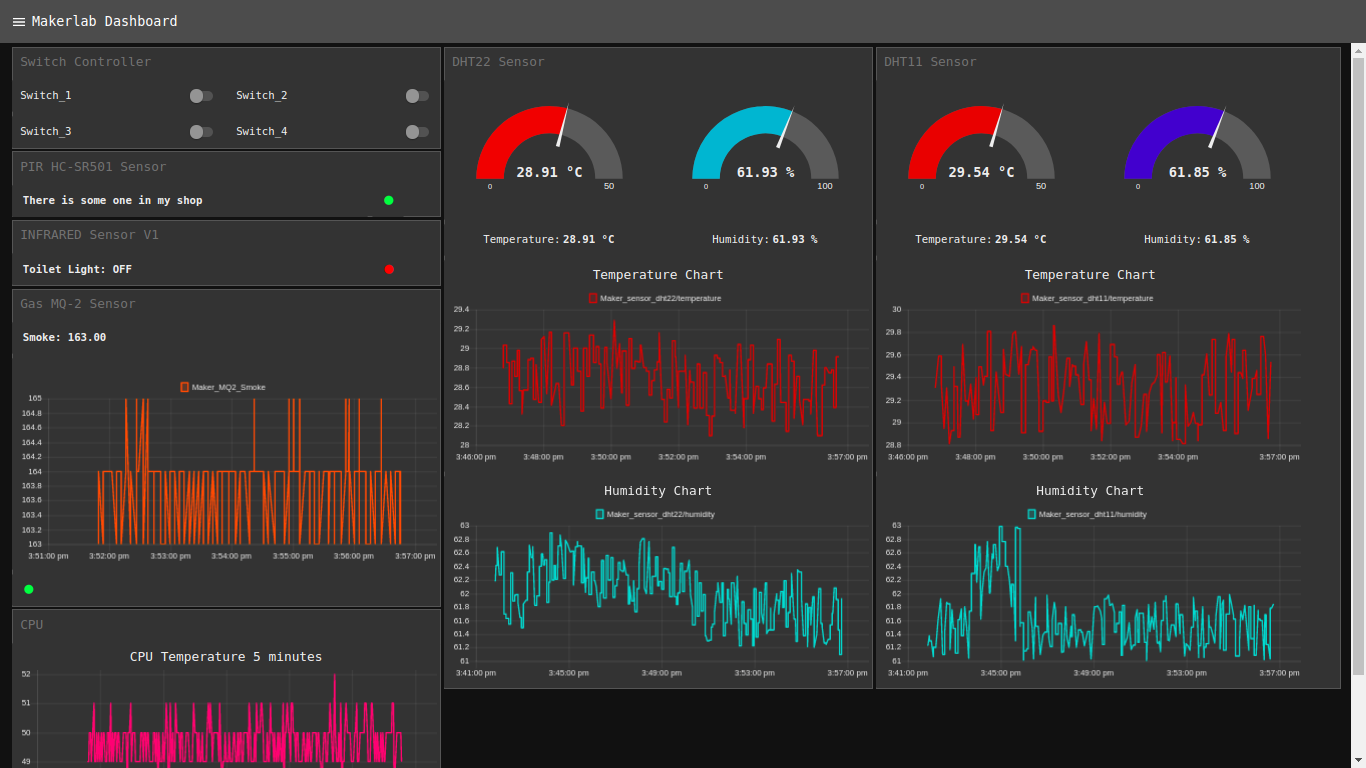 Makerlab Dashboard
Switch Controller
Switch_1
Switch_2
Switch_3
Switch_4
PIR HC-SR501 Sensor
There is some one in my shop
INFRARED Sensor V1
Toilet Light: OFF
Gas MQ-2 Sensor
Smoke: 163.00
Maker_MQ2_Smoke
165
164.8
164.6
164.4
164.2
164
163.8
163.6
163.4
163.2
163
3:51:00 pm 3:52:00 pm 3:53:00 pm 3:54:00 pm 3:55:00 pm 3:56:00 pm 3:57:00 pm
CPU
CPU Temperature 5 minutes
52
51
50
49
DHT22 Sensor
28.91 °C
0 50
61.93 %
0 100
Temperature: 28.91 °C
Humidity: 61.93 %
Temperature Chart
Maker_sensor_dht22/temperature
29.4
29.2
29
28.8
28.6
28.4
28.2
28
3:46:00 pm 3:48:00 pm 3:50:00 pm 3:52:00 pm 3:54:00 pm 3:57:00 pm
Humidity Chart
Maker_sensor_dht22/humidity
63
62.8
62.6
62.4
62.2
62
61.8
61.6
61.4
61.2
61
3:41:00 pm 3:45:00 pm 3:49:00 pm 3:53:00 pm 3:57:00 pm
DHT11 Sensor
29.54 °C
0 50
61.85 %
0 100
Temperature: 29.54 °C
Humidity: 61.85 %
Temperature Chart
Maker_sensor_dht11/temperature
30
29.8
29.6
29.4
29.2
29
28.8
3:46:00 pm 3:48:00 pm 3:50:00 pm 3:52:00 pm 3:54:00 pm 3:57:00 pm
Humidity Chart
Maker_sensor_dht11/humidity
63
62.8
62.6
62.4
62.2
62
61.8
61.6
61.4
61.2
61
3:41:00 pm 3:45:00 pm 3:49:00 pm 3:53:00 pm 3:57:00 pm